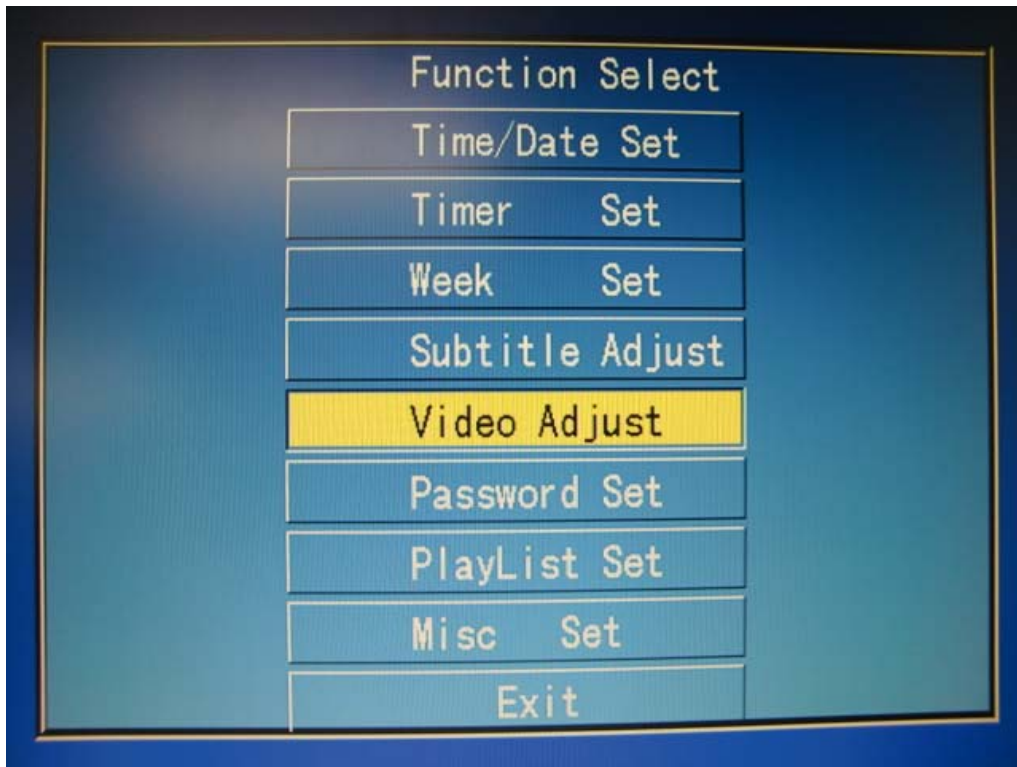 Function Select
Time/Date Set
Timer Set
Week Set
Subtitle Adjust
Video Adjust
Password Set
PlayList Set
Misc Set
Exit